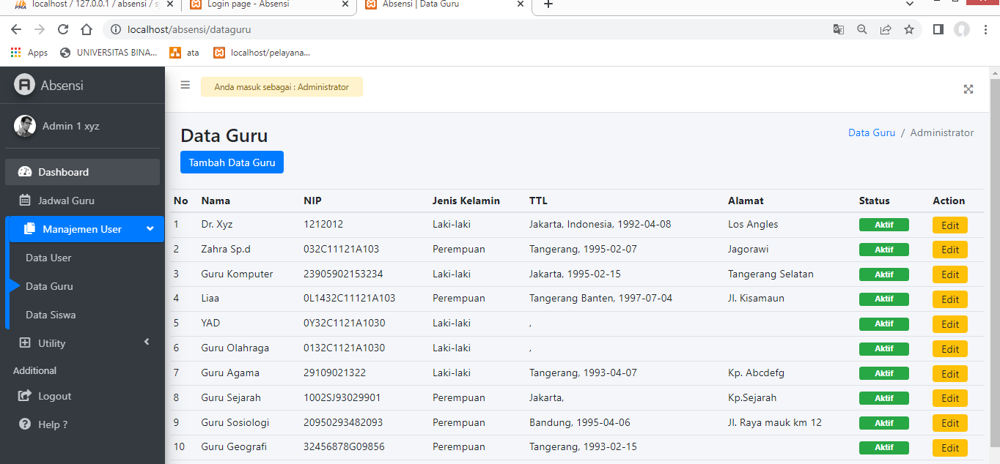 localhost / 127.0.0.1 / absensi / sy
Login page - Absensi
Absensi | Data Guru
localhost/absensi/dataguru
Apps
UNIVERSITAS BINA...
ata
localhost/pelayana...
Absensi
Anda masuk sebagai : Administrator
Admin 1 xyz
Data Guru
Data Guru / Administrator
Tambah Data Guru
Dashboard
Jadwal Guru
Manajemen User
Data User
Data Guru
Data Siswa
Utility
Additional
Logout
Help ?
No Nama NIP Jenis Kelamin TTL Alamat Status Action
1 Dr. Xyz 1212012 Laki-laki Jakarta, Indonesia, 1992-04-08 Los Angles Aktif Edit
2 Zahra Sp.d 032C11121A103 Perempuan Tangerang, 1995-02-07 Jagorawi Aktif Edit
3 Guru Komputer 23905902153234 Laki-laki Jakarta, 1995-02-15 Tangerang Selatan Aktif Edit
4 Liaa 0L1432C11121A103 Perempuan Tangerang Banten, 1997-07-04 Jl. Kisamaun Aktif Edit
5 YAD 0Y32C1121A1030 Laki-laki , Aktif Edit
6 Guru Olahraga 0132C1121A1030 Laki-laki , Aktif Edit
7 Guru Agama 29109021322 Laki-laki Tangerang, 1993-04-07 Kp. Abcdefg Aktif Edit
8 Guru Sejarah 1002SJ93029901 Perempuan Jakarta, Kp.Sejarah Aktif Edit
9 Guru Sosiologi 20950293482093 Perempuan Bandung, 1995-04-06 Jl. Raya mauk km 12 Aktif Edit
10 Guru Geografi 32456878G09856 Perempuan Tangerang, 1993-02-15 Aktif Edit